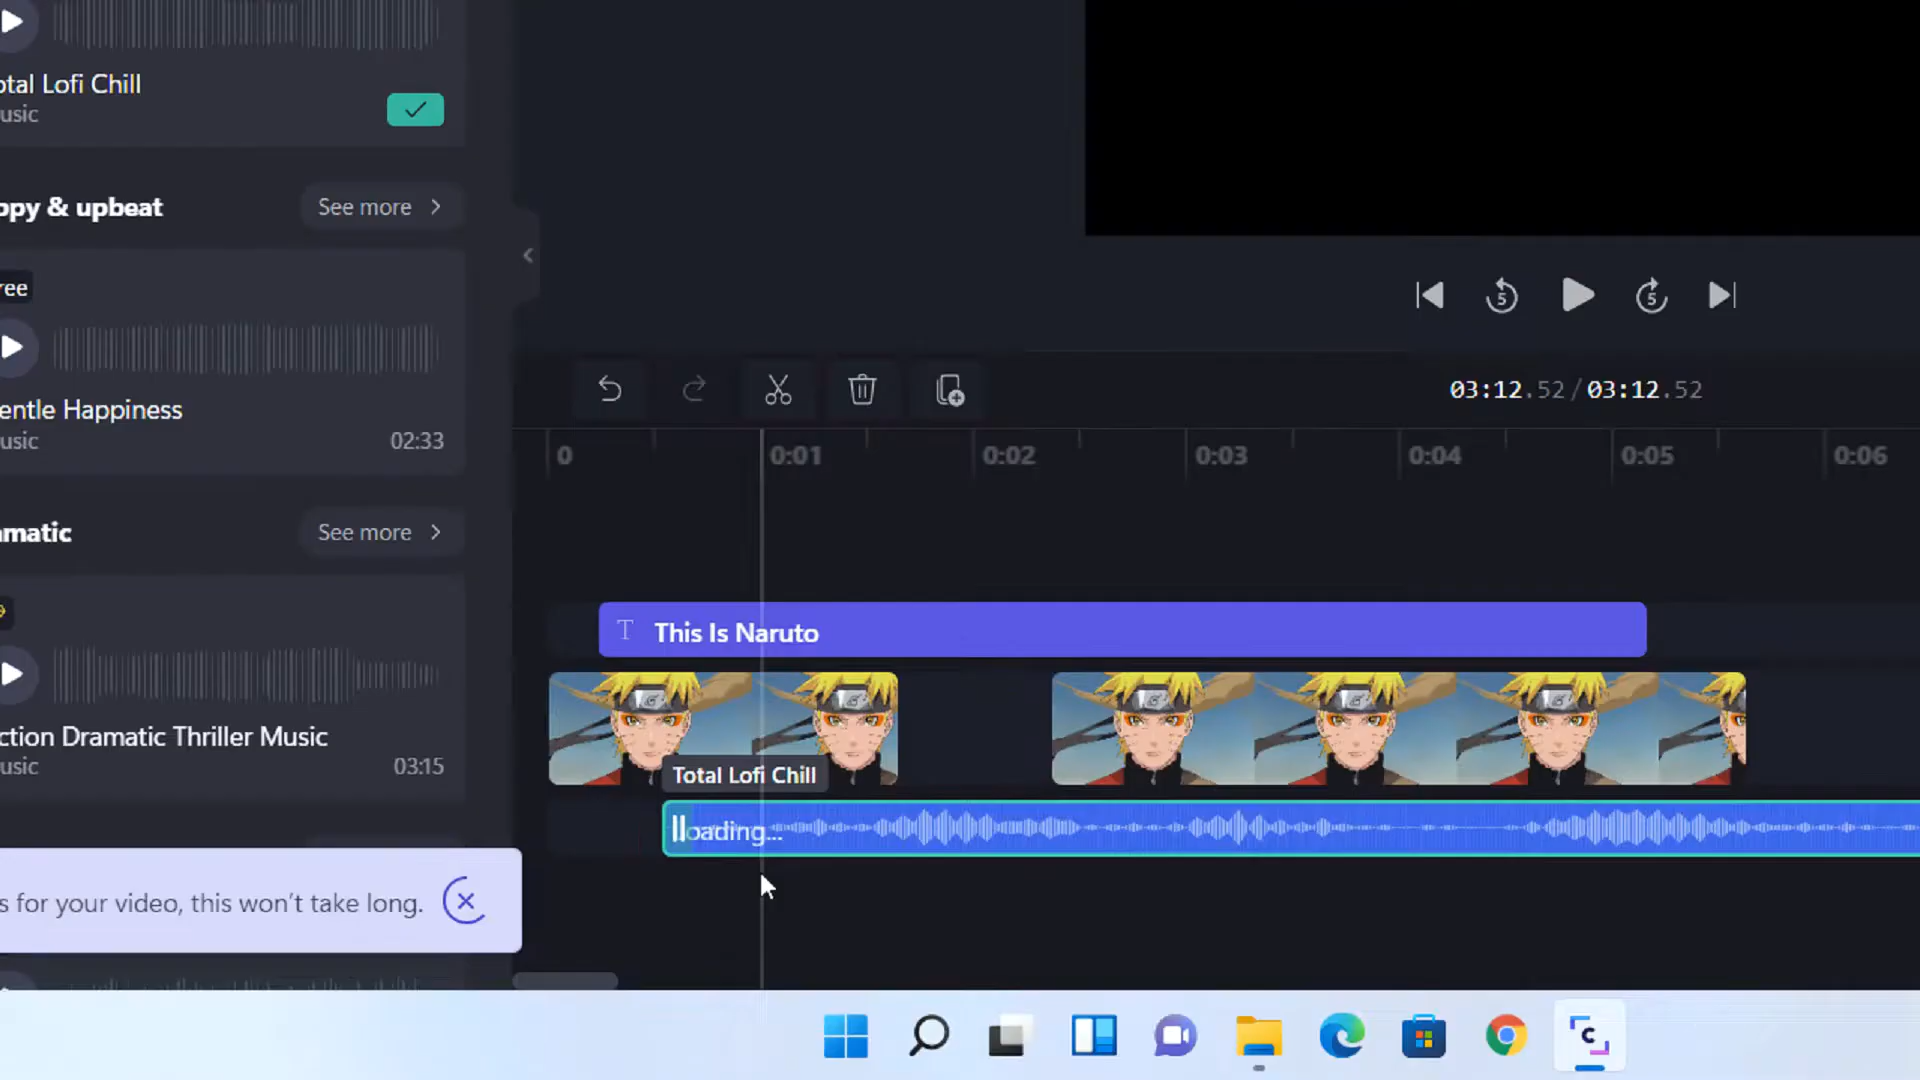 otal Lofi Chill
usic
ppy & upbeat
See more
ree
entle Happiness
usic
02:33
amatic
See more
ction Dramatic Thriller Music
usic
03:15
s for your video, this won't take long.
5
5
03:12.52/03:12.52
0
0:01
0:02
0:03
0:04
0:05
0:06
T This Is Naruto
Total Lofi Chill
loading...